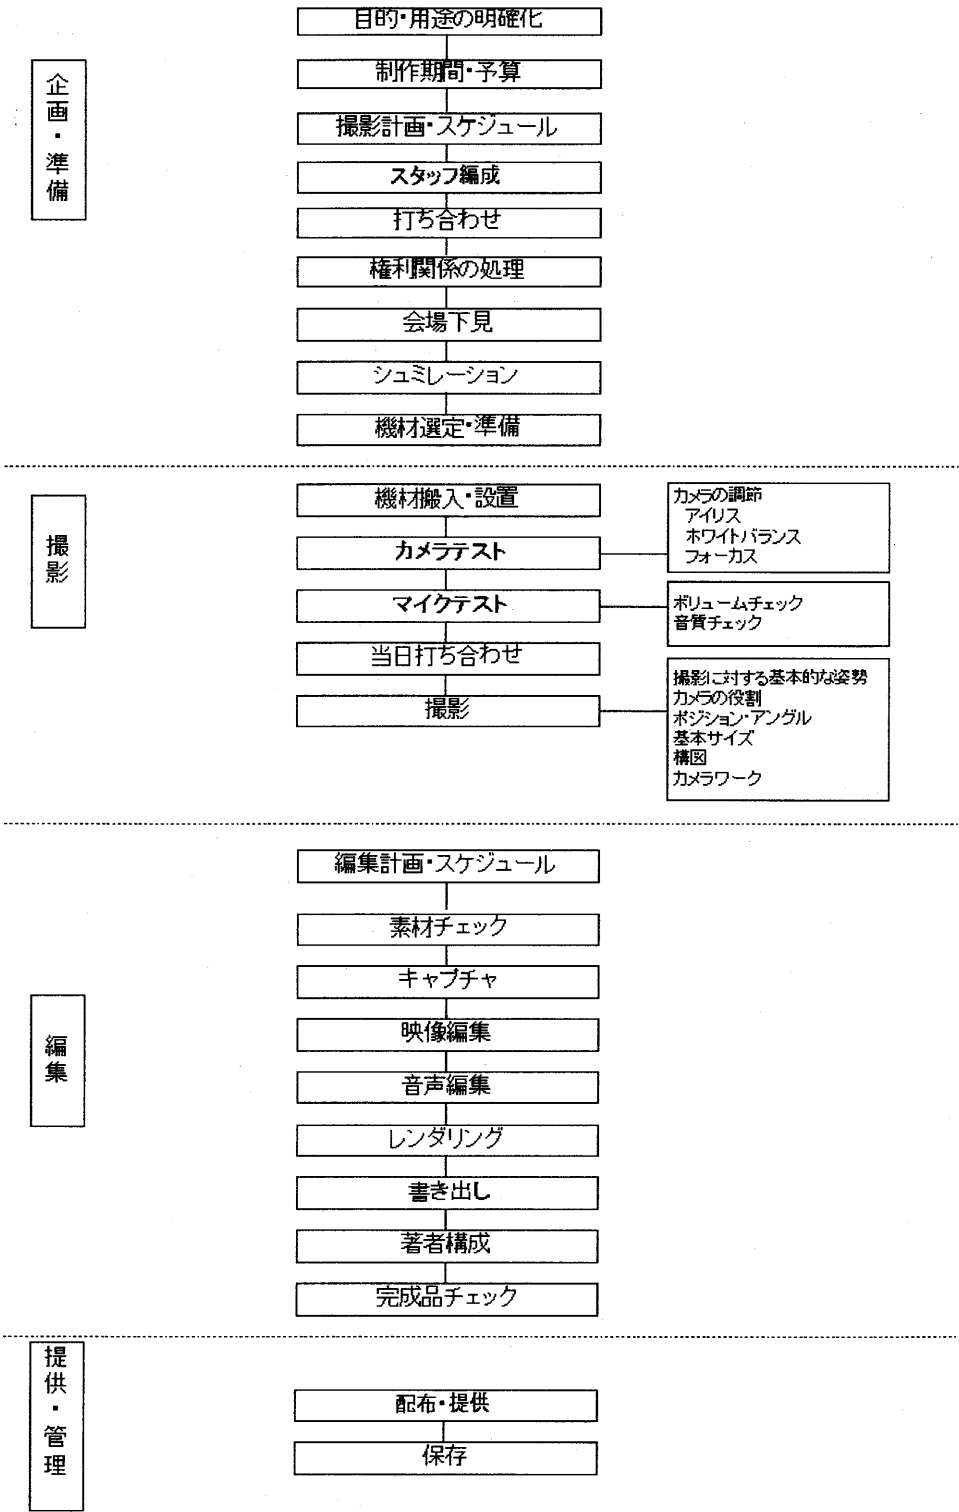 目的・用途の明確化
企画・準備
制作期間・予算
撮影計画・スケジュール
スタッフ編成
打ち合わせ
権利関係の処理
会場下見
シュミレーション
機材選定・準備
撮影
機材搬入・設置
カメラテスト
カメラの調節
アイリス
ホワイトバランス
フォーカス
マイクテスト
ボリュームチェック
音質チェック
当日打ち合わせ
撮影
撮影に対する基本的な姿勢
カメラの役割
ポジション・アングル
基本サイズ
構図
カメラワーク
編集
編集計画・スケジュール
素材チェック
キャプチャ
映像編集
音声編集
レンダリング
書き出し
著者構成
完成品チェック
提供・管理
配布・提供
保存